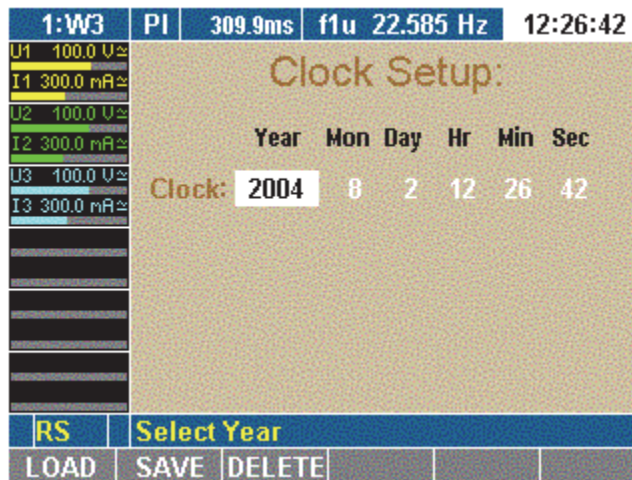 1:W3 PI 309.9ms f1u 22.585 Hz 12:26:42
U1 100.0 V≃
I1 300.0 mA≃
U2 100.0 V≃
I2 300.0 mA≃
U3 100.0 V≃
I3 300.0 mA≃
Clock Setup:
Year Mon Day Hr Min Sec
Clock: 2004 8 2 12 26 42
RS Select Year
LOAD SAVE DELETE